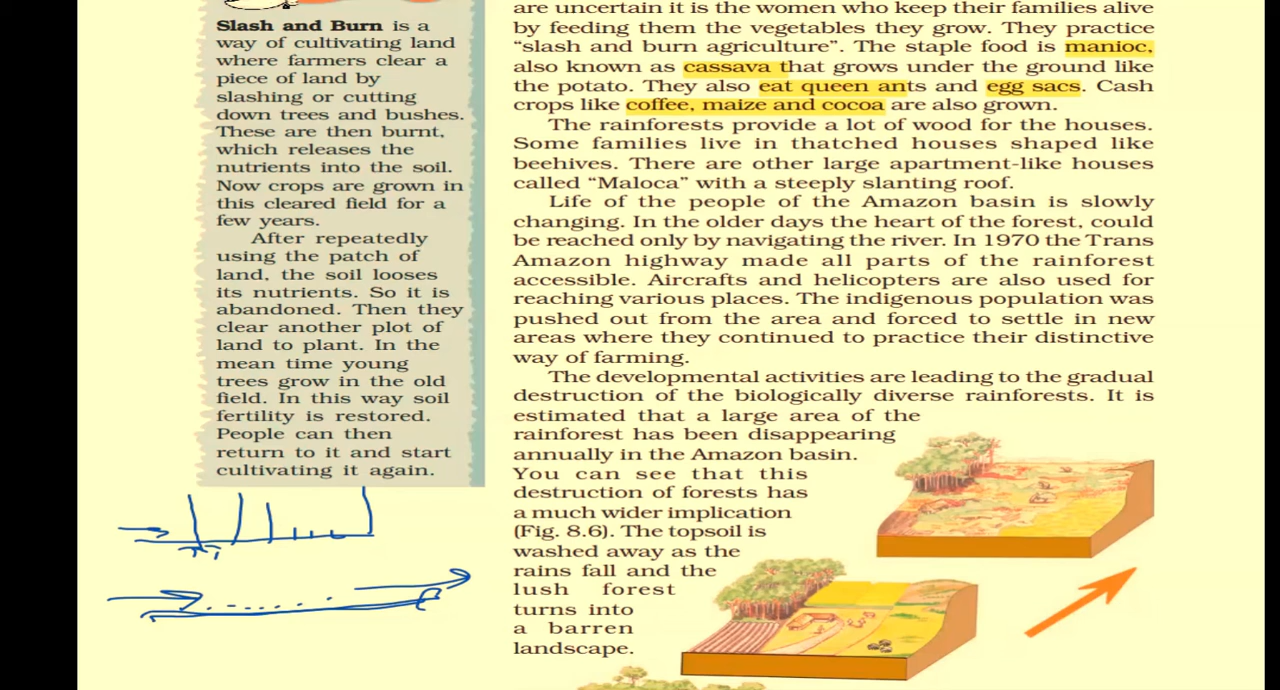 Slash and Burn is a
way of cultivating land
where farmers clear a
piece of land by
slashing or cutting
down trees and bushes.
These are then burnt,
which releases the
nutrients into the soil.
Now crops are grown in
this cleared field for a
few years.
After repeatedly
using the patch of
land, the soil looses
its nutrients. So it is
abandoned. Then they
clear another plot of
land to plant. In the
mean time young
trees grow in the old
field. In this way soil
fertility is restored.
People can then
return to it and start
cultivating it again.
are uncertain it is the women who keep their families alive
by feeding them the vegetables they grow. They practice
“slash and burn agriculture”. The staple food is manioc,
also known as cassava that grows under the ground like
the potato. They also eat queen ants and egg sacs. Cash
crops like coffee, maize and cocoa are also grown.
The rainforests provide a lot of wood for the houses.
Some families live in thatched houses shaped like
beehives. There are other large apartment-like houses
called “Maloca” with a steeply slanting roof.
Life of the people of the Amazon basin is slowly
changing. In the older days the heart of the forest, could
be reached only by navigating the river. In 1970 the Trans
Amazon highway made all parts of the rainforest
accessible. Aircrafts and helicopters are also used for
reaching various places. The indigenous population was
pushed out from the area and forced to settle in new
areas where they continued to practice their distinctive
way of farming.
The developmental activities are leading to the gradual
destruction of the biologically diverse rainforests. It is
estimated that a large area of the
rainforest has been disappearing
annually in the Amazon basin.
You can see that this
destruction of forests has
a much wider implication
(Fig. 8.6). The topsoil is
washed away as the
rains fall and the
lush forest
turns into
a barren
landscape.